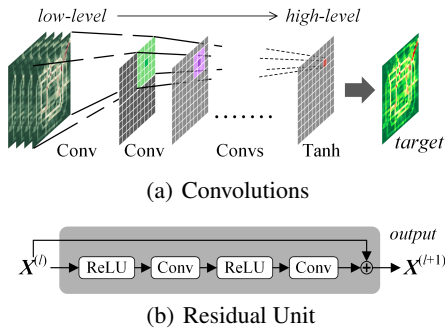 low-level high-level
Conv Conv Convs Tanh target
(a) Convolutions
output
X(l) ReLU Conv ReLU Conv X(l+1)
(b) Residual Unit